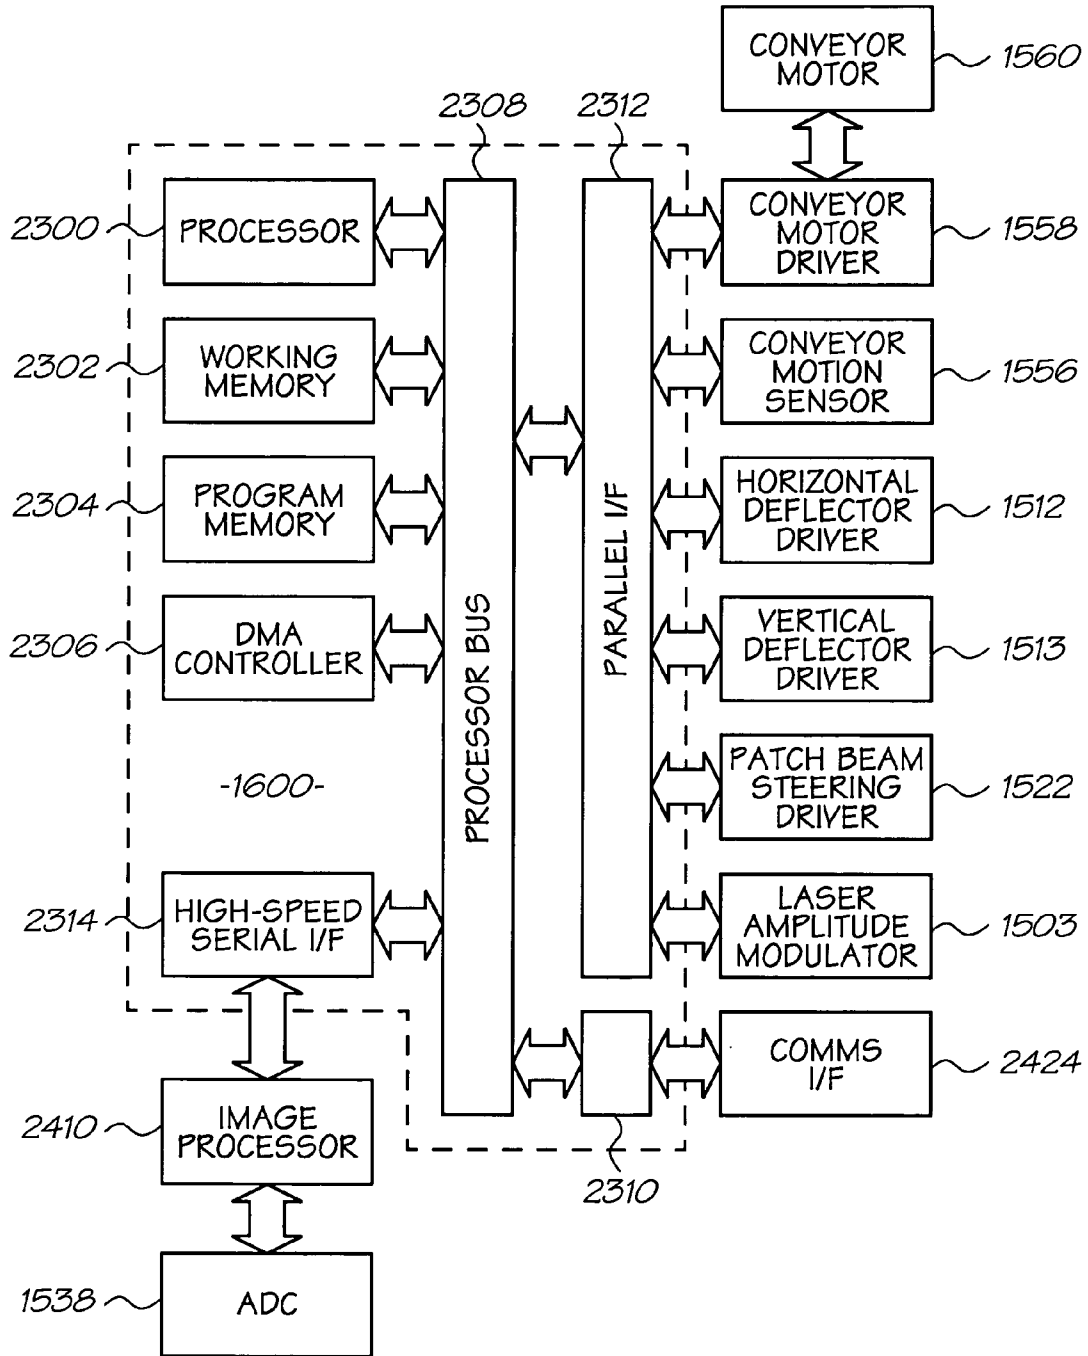 CONVEYOR
MOTOR
1560
2308
2312
2300
PROCESSOR
CONVEYOR
MOTOR
DRIVER
1558
2302
WORKING
MEMORY
CONVEYOR
MOTION
SENSOR
1556
2304
PROGRAM
MEMORY
HORIZONTAL
DEFLECTOR
DRIVER
1512
PROCESSOR BUS
PARALLEL I/F
2306
DMA
CONTROLLER
VERTICAL
DEFLECTOR
DRIVER
1513
-1600-
PATCH BEAM
STEERING
DRIVER
1522
2314
HIGH-SPEED
SERIAL I/F
LASER
AMPLITUDE
MODULATOR
1503
COMMS
I/F
2424
2410
IMAGE
PROCESSOR
2310
1538
ADC